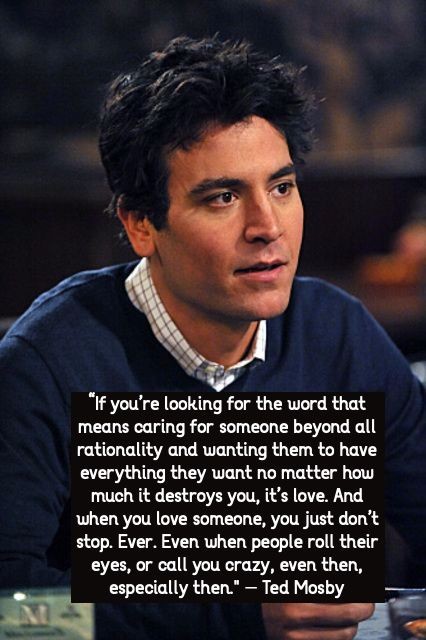 “If you're looking for the word that
means caring for someone beyond all
rationality and wanting them to have
everything they want no matter how
much it destroys you, it's love. And
when you love someone, you just don't
stop. Ever. Even when people roll their
eyes, or call you crazy, even then,
especially then." — Ted Mosby